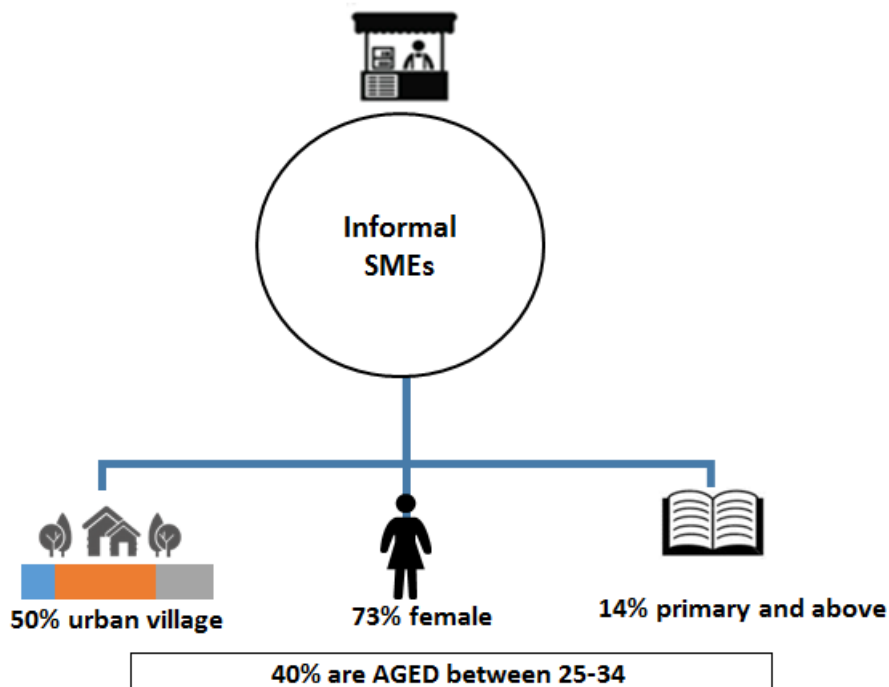 Informal
SMEs
50% urban village
73% female
14% primary and above
40% are AGED between 25-34